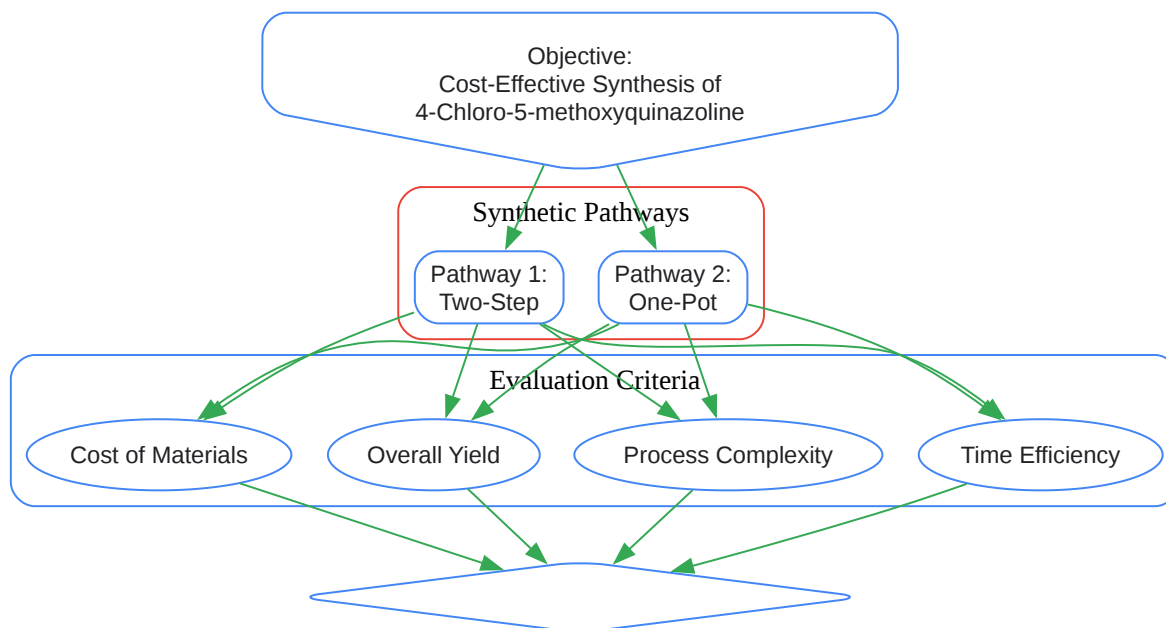 Objective:
Cost-Effective Synthesis of
4-Chloro-5-methoxyquinazoline
Synthetic Pathways
Pathway 1:
Two-Step
Pathway 2:
One-Pot
Evaluation Criteria
Cost of Materials
Overall Yield
Process Complexity
Time Efficiency